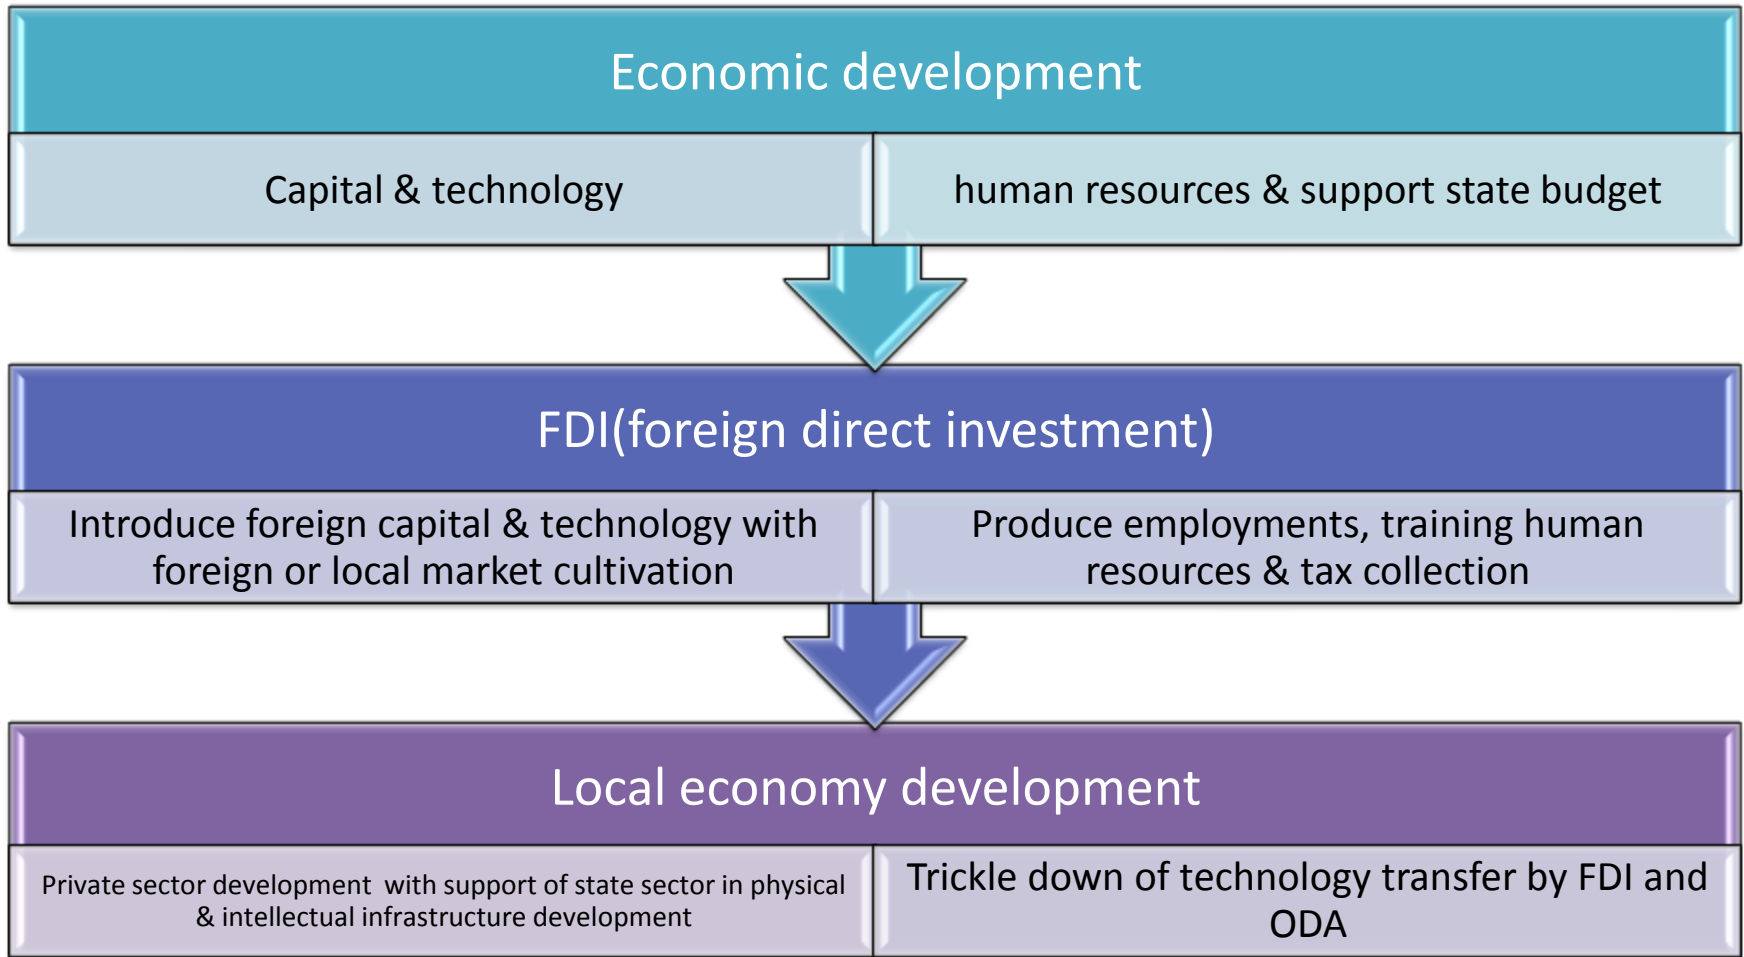 Economic development
Capital & technology
human resources & support state budget
FDI(foreign direct investment)
Introduce foreign capital & technology with
foreign or local market cultivation
Produce employments, training human
resources & tax collection
Local economy development
Private sector development  with support of state sector in physical
& intellectual infrastructure development
Trickle down of technology transfer by FDI and
ODA